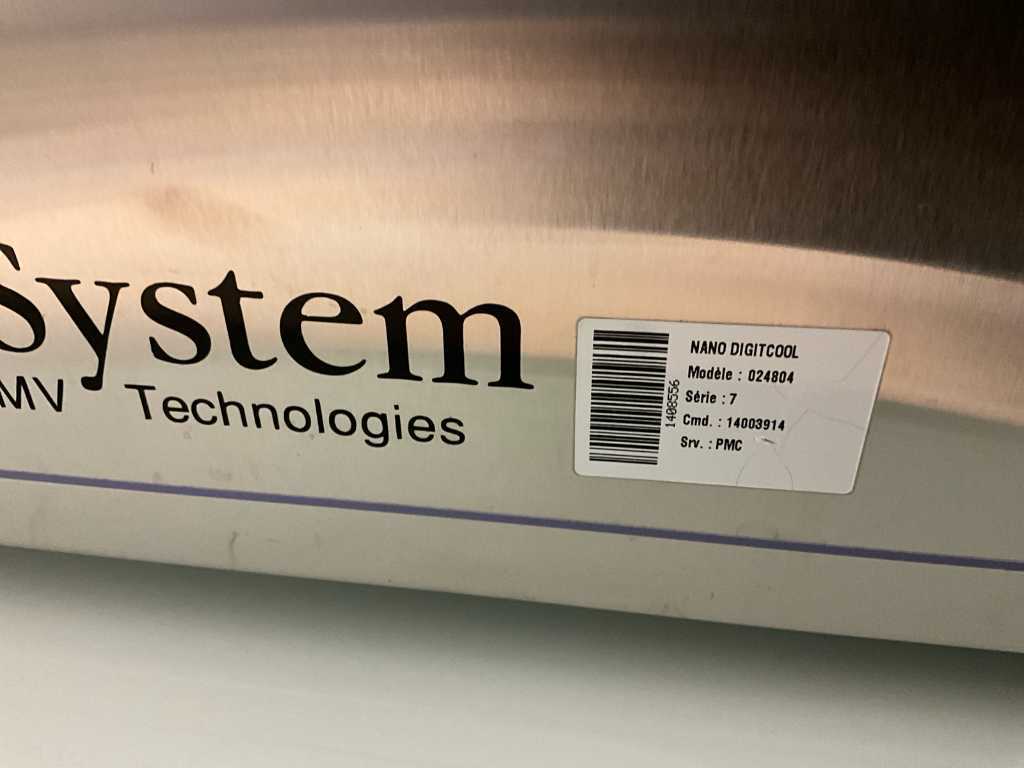 System
MV Technologies
1408556
NANO DIGITCOOL
Modèle : 024804
Série : 7
Cmd. : 14003914
Srv. : PMC